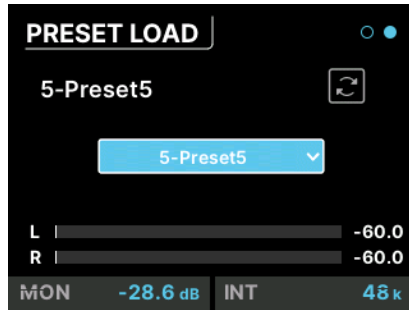 PRESET LOAD
5-Preset5
5-Preset5
L -60.0
R -60.0
MON -28.6 dB INT 48 k